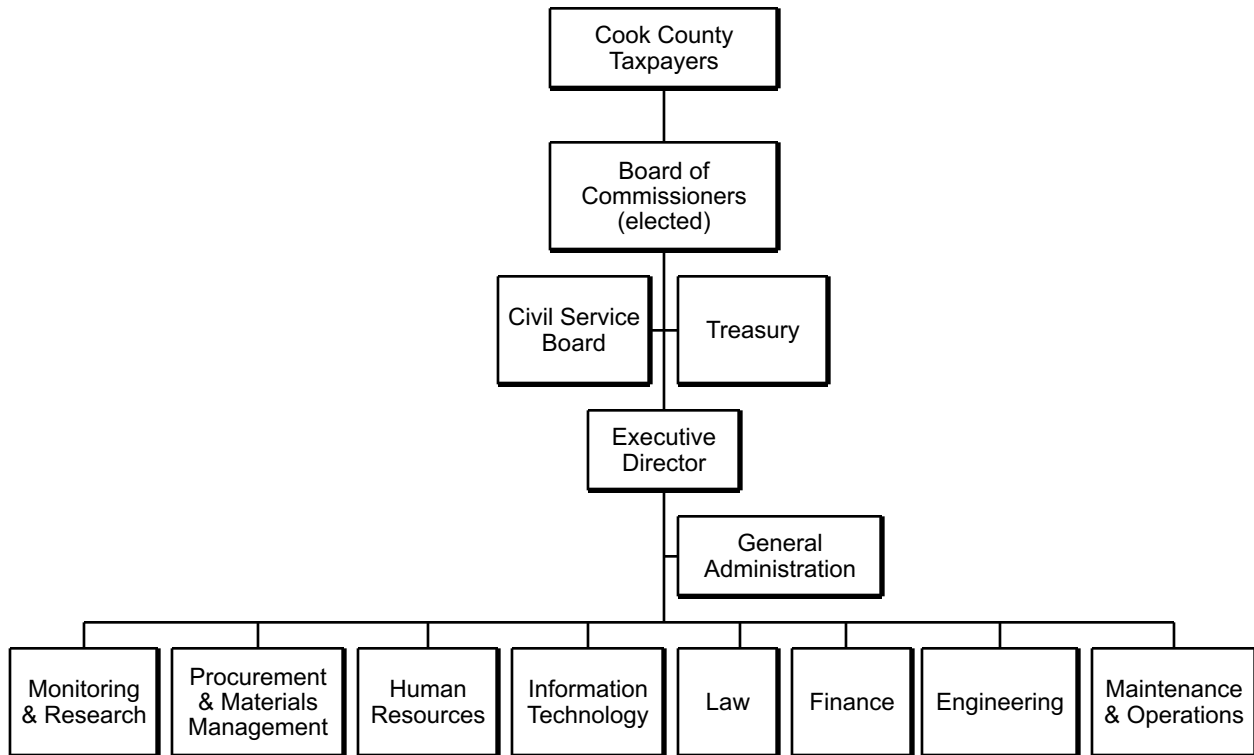 Cook County
Taxpayers
Board of
Commissioners
(elected)
Civil Service
Board
Treasury
Executive
Director
General
Administration
Monitoring
& Research
Procurement
& Materials
Management
Human
Resources
Information
Technology
Law
Finance
Engineering
Maintenance
& Operations